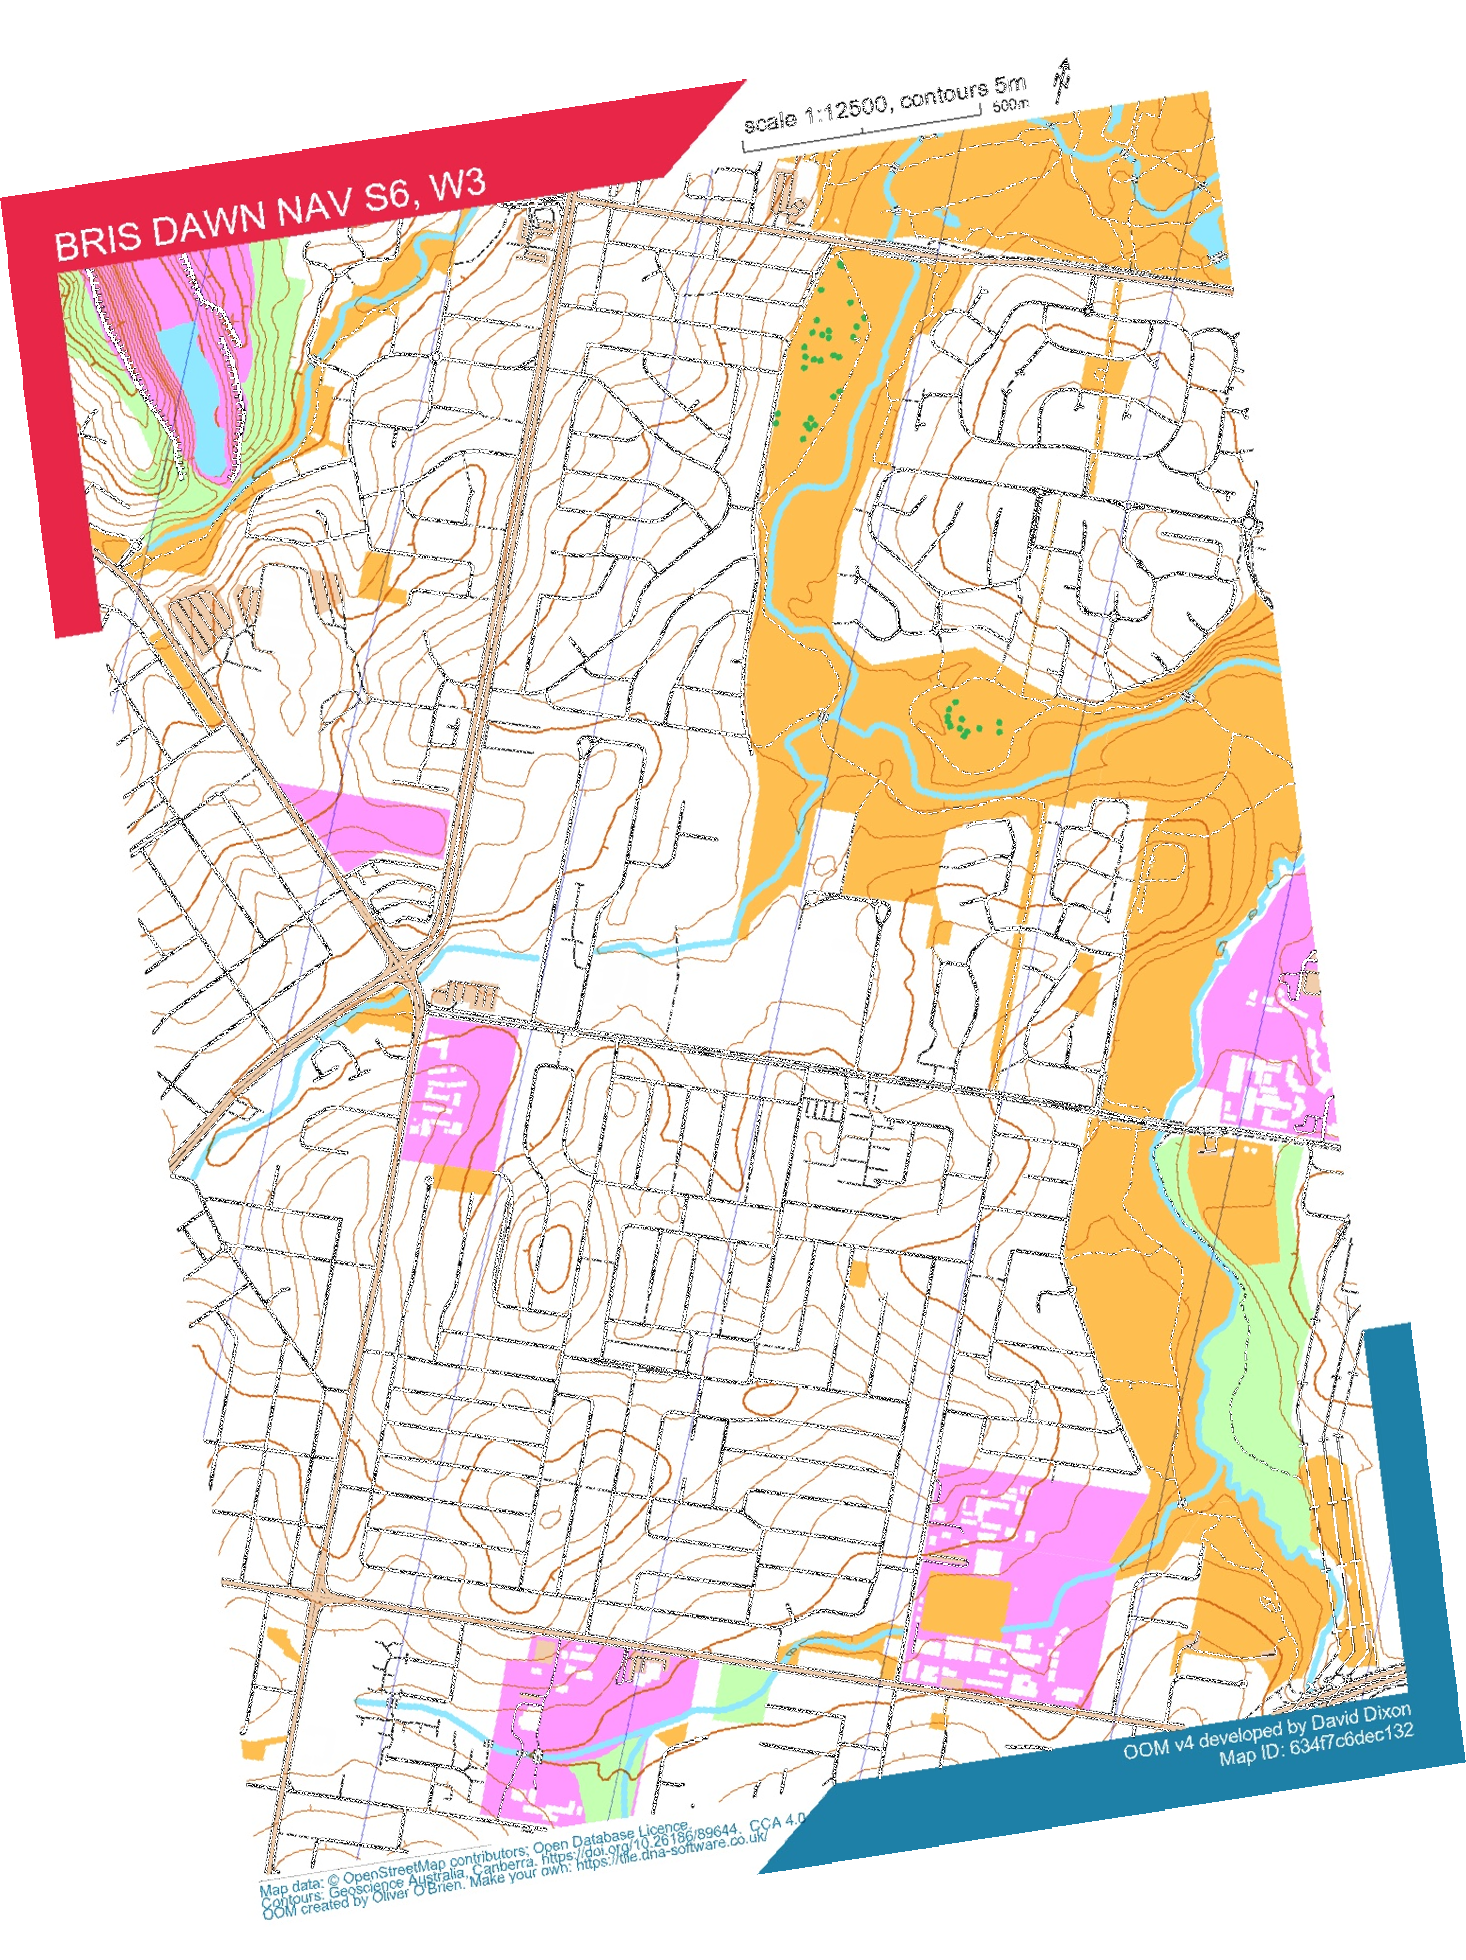 scale 1:12500, contours 5m
500m
N
BRIS DAWN NAV S6, W3
OOM v4 developed by David Dixon
Map ID: 634f7c6dec132
Map data: © OpenStreetMap contributors; Open Database Licence.
Contours: Geoscience Australia, Canberra. https://doi.org/10.26186/89644. CCA 4.0
OOM created by Oliver O'Brien. Make your own: https://tile.dna-software.co.uk/